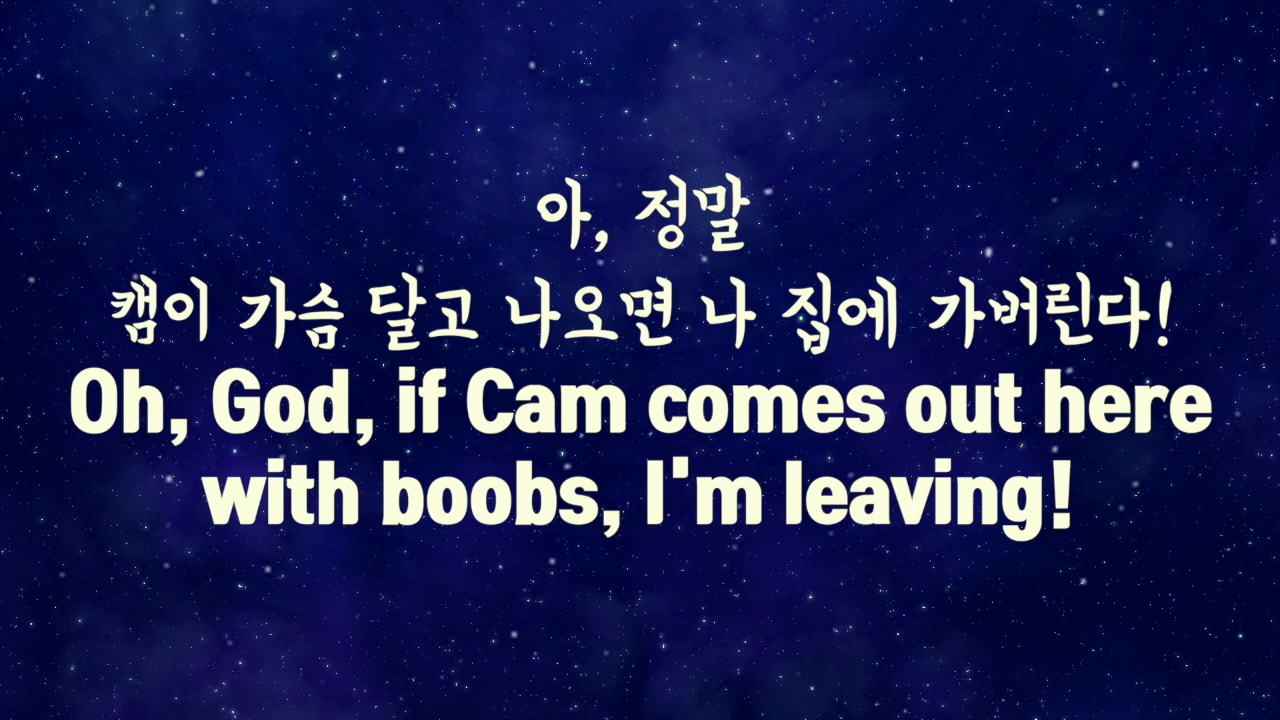 아, 정말
캠이 가슴 달고 나오면 나 집에 가버린다!
Oh, God, if Cam comes out here
with boobs, I'm leaving!